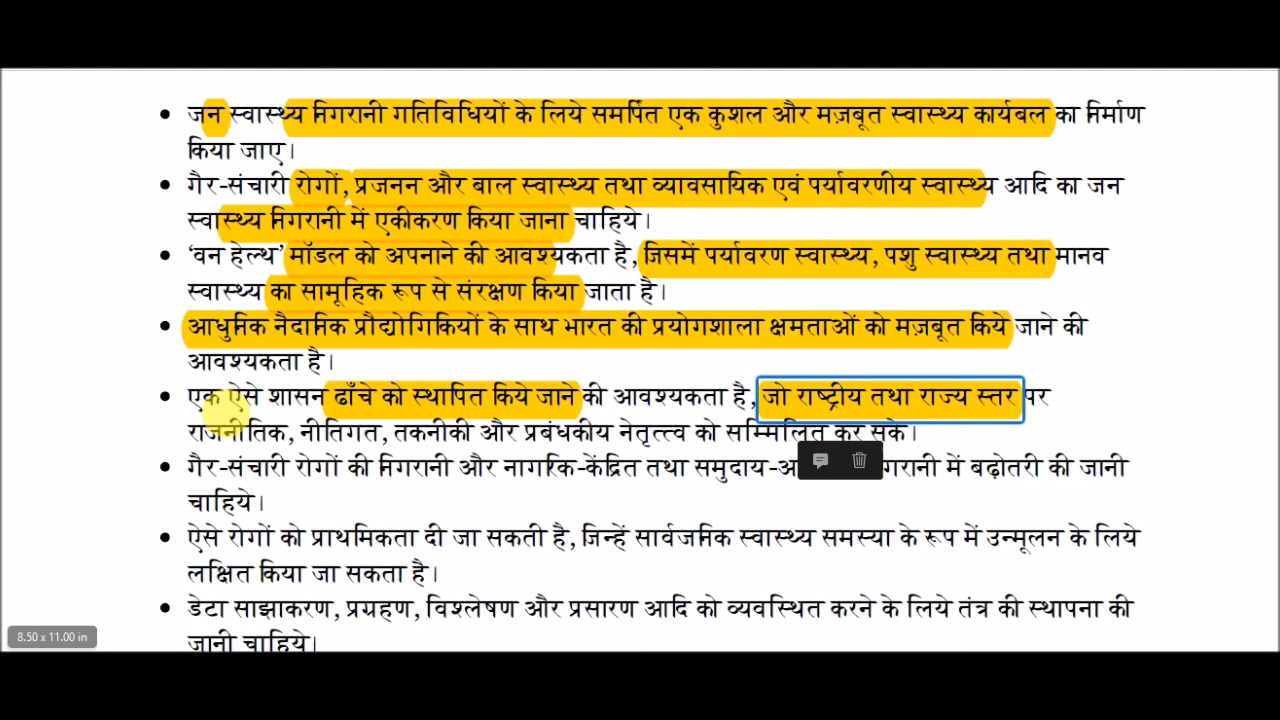 • जन स्वास्थ्य निगरानी गतिविधियों के लिये समर्पित एक कुशल और मज़बूत स्वास्थ्य कार्यबल का निर्माण
किया जाए।
• गैर-संचारी रोगों, प्रजनन और बाल स्वास्थ्य तथा व्यावसायिक एवं पर्यावरणीय स्वास्थ्य आदि का जन
स्वास्थ्य निगरानी में एकीकरण किया जाना चाहिये।
• ‘वन हेल्थ’ मॉडल को अपनाने की आवश्यकता है, जिसमें पर्यावरण स्वास्थ्य, पशु स्वास्थ्य तथा मानव
स्वास्थ्य का सामूहिक रूप से संरक्षण किया जाता है।
• आधुनिक नैदानिक प्रौद्योगिकियों के साथ भारत की प्रयोगशाला क्षमताओं को मज़बूत किये जाने की
आवश्यकता है।
• एक ऐसे शासन ढाँचे को स्थापित किये जाने की आवश्यकता है, जो राष्ट्रीय तथा राज्य स्तर पर
राजनीतिक, नीतिगत, तकनीकी और प्रबंधकीय नेतृत्त्व को सम्मिलित कर सके।
• गैर-संचारी रोगों की निगरानी और नागरिक-केंद्रित तथा समुदाय-में बढ़ोतरी की जानी
चाहिये।
• ऐसे रोगों को प्राथमिकता दी जा सकती है, जिन्हें सार्वजनिक स्वास्थ्य समस्या के रूप में उन्मूलन के लिये
लक्षित किया जा सकता है।
• डेटा साझाकरण, प्रग्रहण, विश्लेषण और प्रसारण आदि को व्यवस्थित करने के लिये तंत्र की स्थापना की
जानी चाहिये।
8.50 x 11.00 in